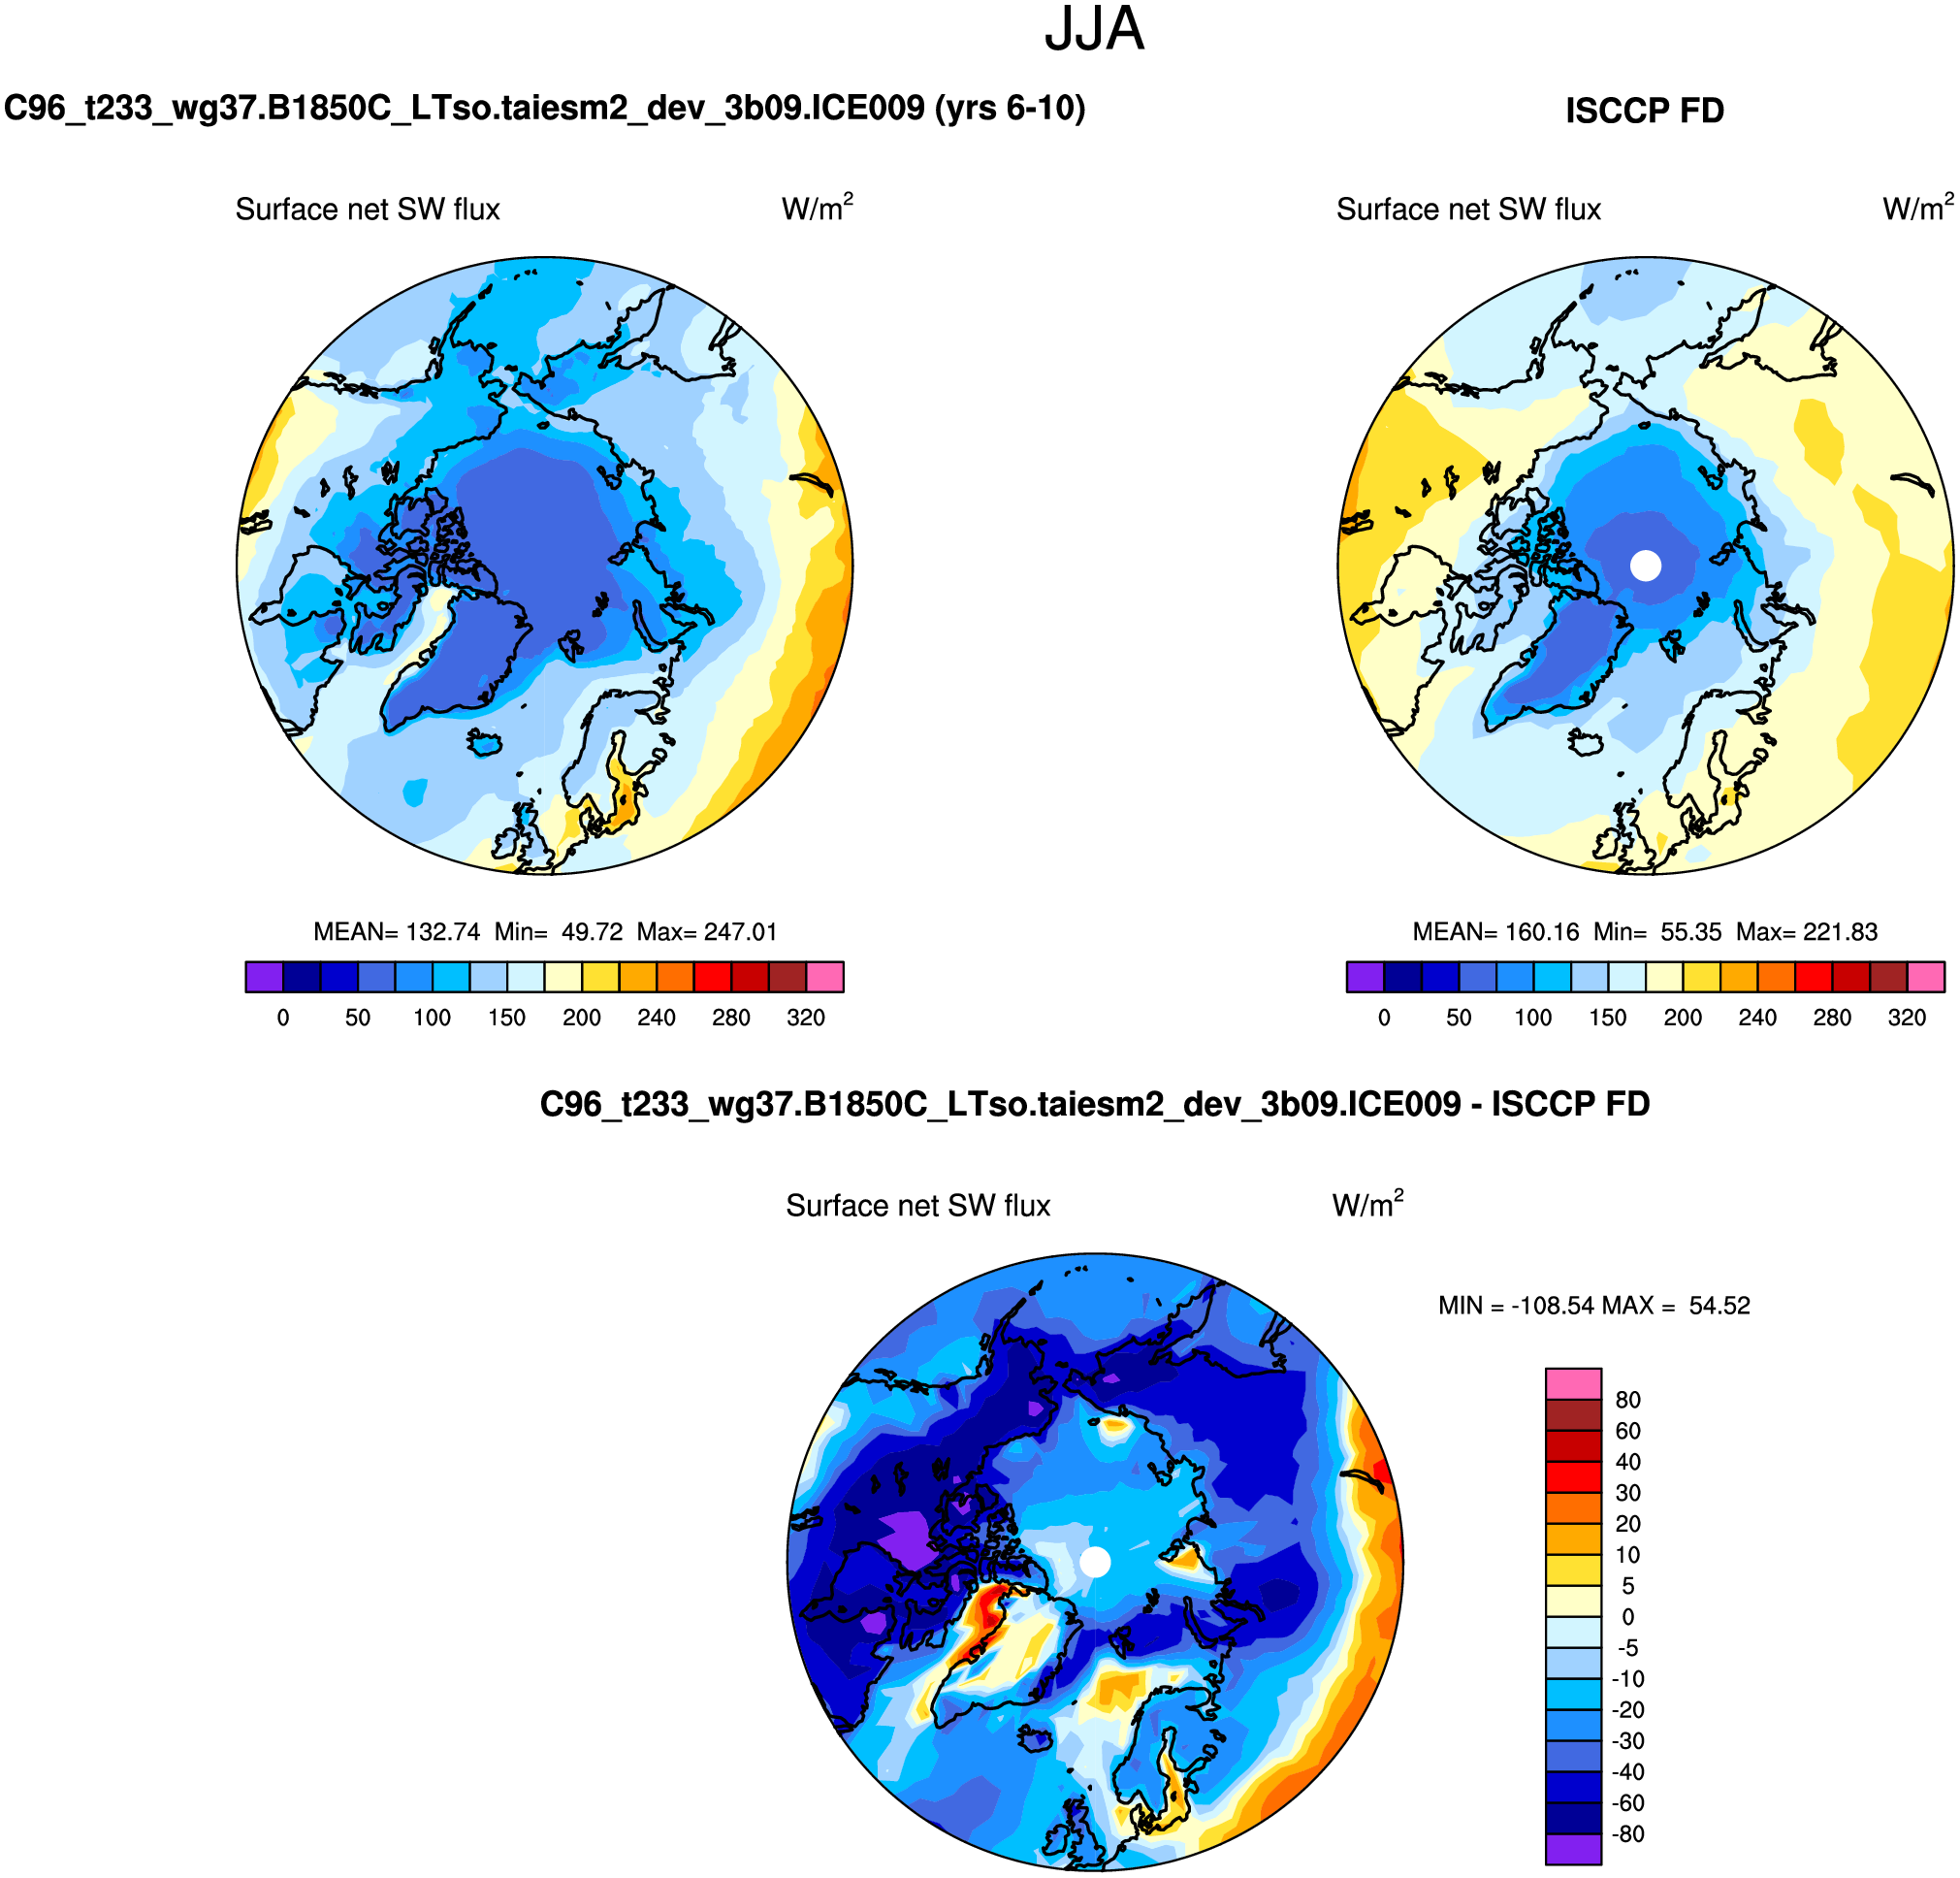 JJA
C96_t233_wg37.B1850C_LTso.taiesm2_dev_3b09.ICE009 (yrs 6-10)
ISCCP FD
Surface net SW flux W/m²
Surface net SW flux W/m²
MEAN= 132.74 Min= 49.72 Max= 247.01
MEAN= 160.16 Min= 55.35 Max= 221.83
0 50 100 150 200 240 280 320
0 50 100 150 200 240 280 320
C96_t233_wg37.B1850C_LTso.taiesm2_dev_3b09.ICE009 - ISCCP FD
Surface net SW flux W/m²
MIN = -108.54 MAX = 54.52
80
60
40
30
20
10
5
0
-5
-10
-20
-30
-40
-60
-80